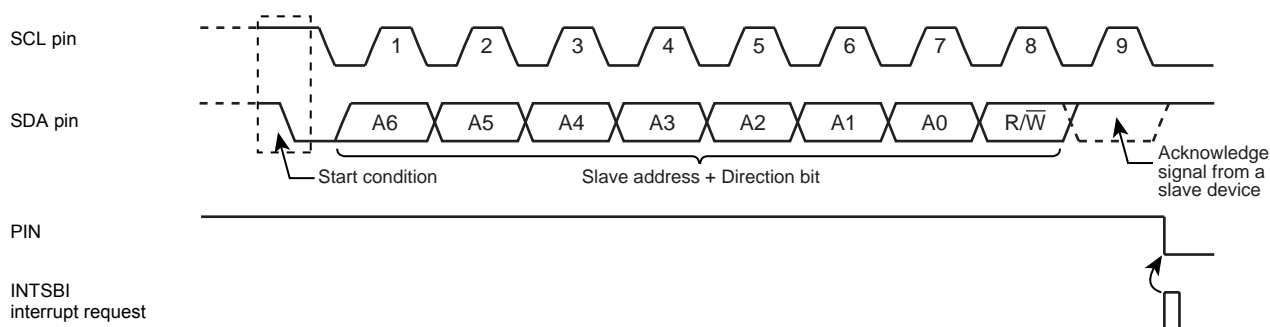 SCL pin
1 2 3 4 5 6 7 8 9
SDA pin
A6 A5 A4 A3 A2 A1 A0 R/W̅
Start condition
Slave address + Direction bit
Acknowledge
signal from a
slave device
PIN
INTSBI
interrupt request